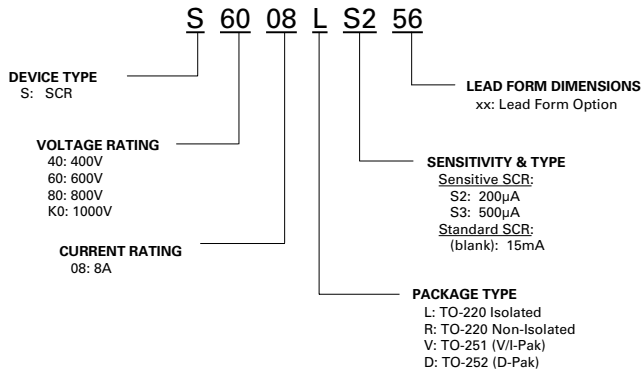 S 60 08 L S2 56
DEVICE TYPE
S: SCR
VOLTAGE RATING
40: 400V
60: 600V
80: 800V
K0: 1000V
CURRENT RATING
08: 8A
LEAD FORM DIMENSIONS
xx: Lead Form Option
SENSITIVITY & TYPE
Sensitive SCR:
S2: 200µA
S3: 500µA
Standard SCR:
(blank): 15mA
PACKAGE TYPE
L: TO-220 Isolated
R: TO-220 Non-Isolated
V: TO-251 (V/I-Pak)
D: TO-252 (D-Pak)